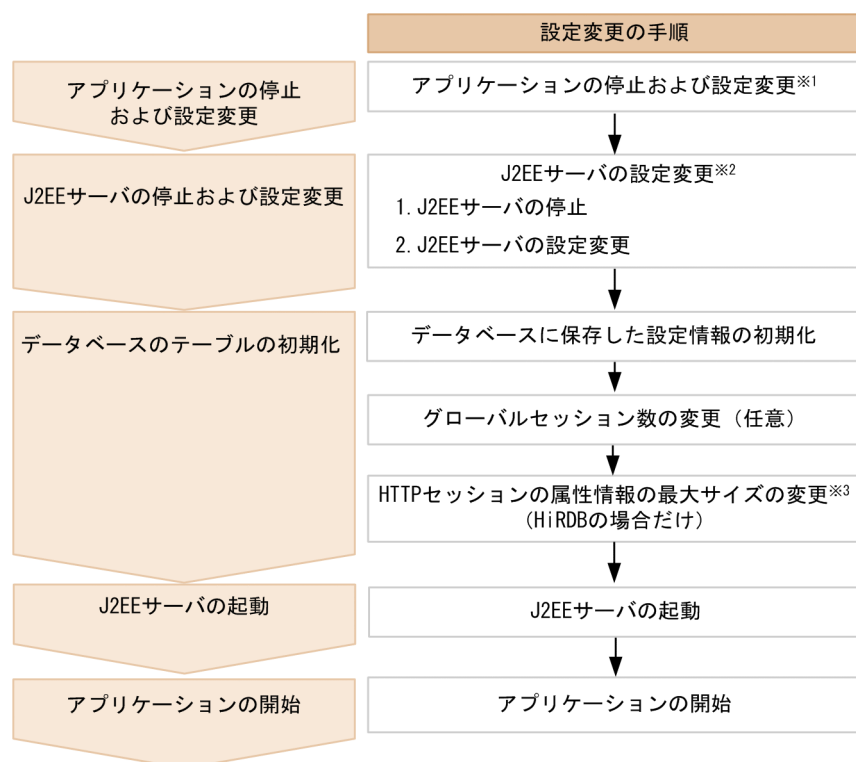 設定変更の手順
アプリケーションの停止
および設定変更
アプリケーションの停止および設定変更※1
J2EEサーバの停止および設定変更
J2EEサーバの設定変更※2
1. J2EEサーバの停止
2. J2EEサーバの設定変更
データベースのテーブルの初期化
データベースに保存した設定情報の初期化
グローバルセッション数の変更（任意）
HTTPセッションの属性情報の最大サイズの変更※3
（HiRDBの場合だけ）
J2EEサーバの起動
J2EEサーバの起動
アプリケーションの開始
アプリケーションの開始